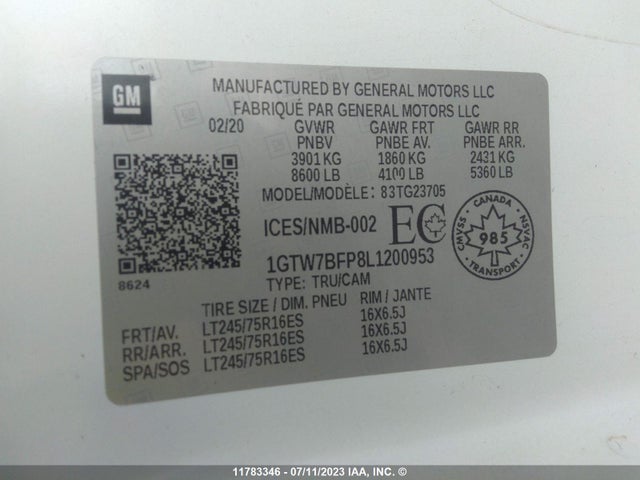 GM
MANUFACTURED BY GENERAL MOTORS LLC
FABRIQUÉ PAR GENERAL MOTORS LLC
02/20 GVWR GAWR FRT GAWR RR
PNBV PNBE AV. PNBE ARR.
3901 KG 1860 KG 2431 KG
8600 LB 4100 LB 5360 LB
MODEL/MODÈLE: 83TG23705
ICES/NMB-002 EC
CANADA
CMVSS 985 NSVAC
TRANSPORT
1GTW7BFP8L1200953
8624
TYPE: TRU/CAM
TIRE SIZE / DIM. PNEU RIM / JANTE
FRT/AV. LT245/75R16ES 16X6.5J
RR/ARR. LT245/75R16ES 16X6.5J
SPA/SOS LT245/75R16ES 16X6.5J
11783346 - 07/11/2023 IAA, INC. ©